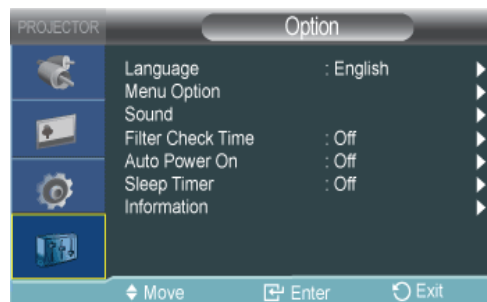 PROJECTOR
Option
Language : English
Menu Option
Sound
Filter Check Time : Off
Auto Power On : Off
Sleep Timer : Off
Information
Move Enter Exit